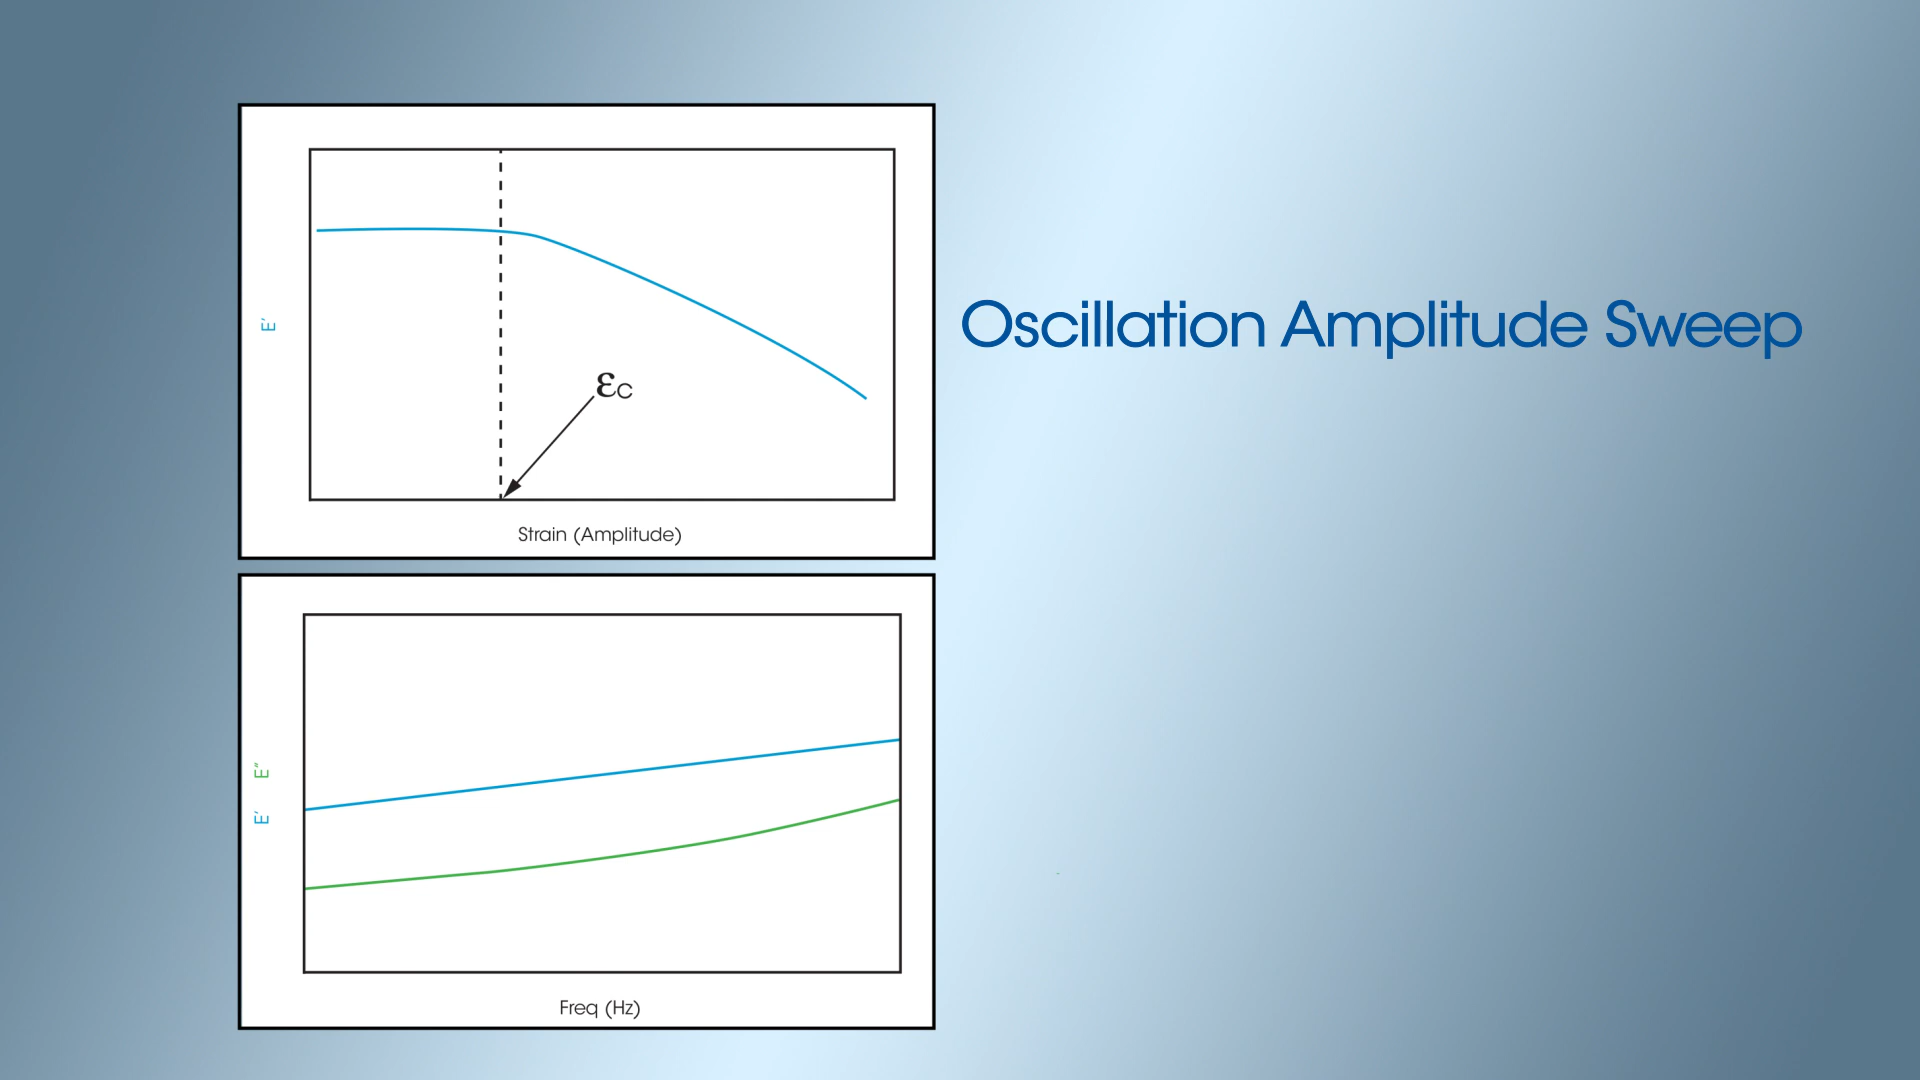 E′
εc
Strain (Amplitude)
Oscillation Amplitude Sweep
E′ E″
Freq (Hz)